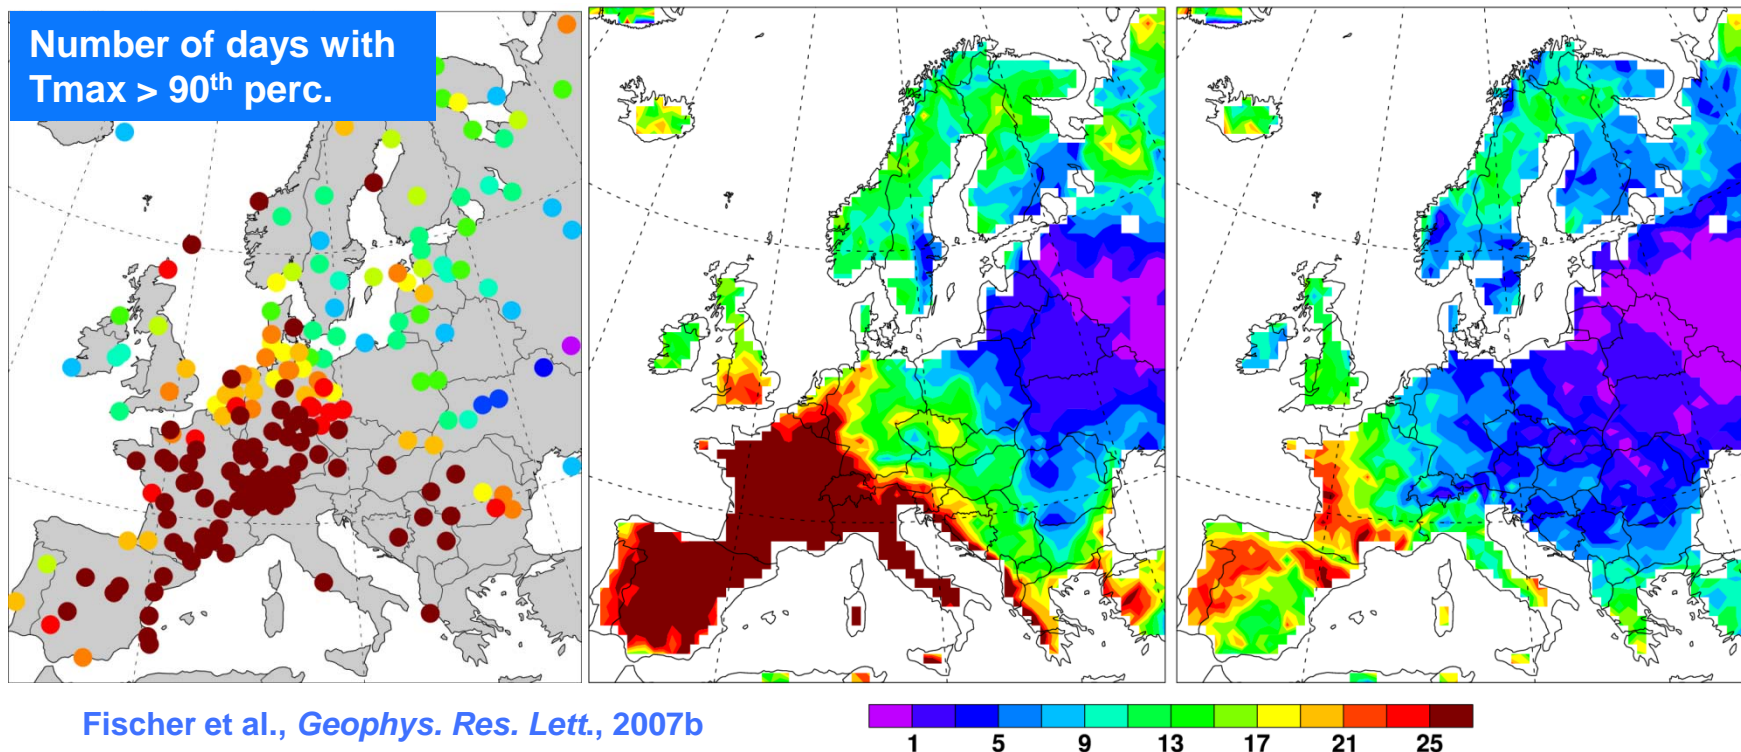 Number of days with
Tmax > 90th perc.
Fischer et al., Geophys. Res. Lett., 2007b
1 5 9 13 17 21 25